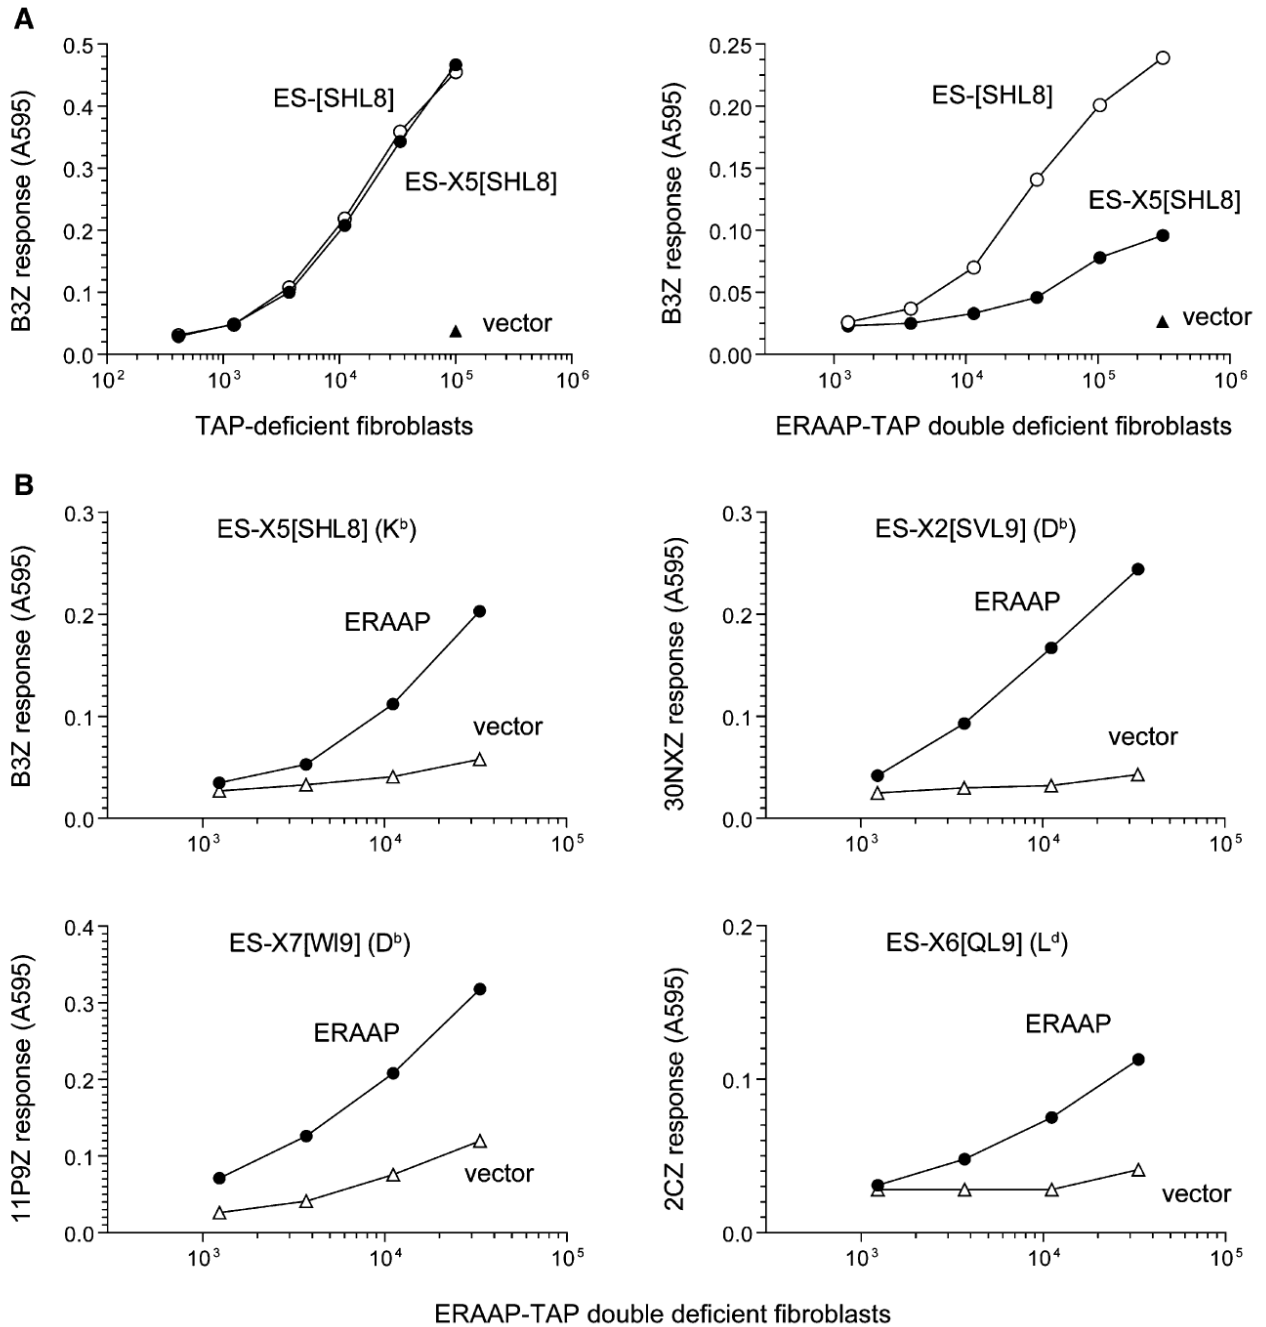 A
0.5
0.4
0.3
0.2
0.1
0.0
B3Z response (A595)
ES-[SHL8]
ES-X5[SHL8]
vector
10²
10³
10⁴
10⁵
10⁶
TAP-deficient fibroblasts
0.25
0.20
0.15
0.10
0.05
0.00
B3Z response (A595)
ES-[SHL8]
ES-X5[SHL8]
vector
10³
10⁴
10⁵
10⁶
ERAAP-TAP double deficient fibroblasts
B
0.3
0.2
0.1
0.0
B3Z response (A595)
ES-X5[SHL8] (Kᵇ)
ERAAP
vector
10³
10⁴
10⁵
0.3
0.2
0.1
0.0
30NXZ response (A595)
ES-X2[SVL9] (Dᵇ)
ERAAP
vector
10³
10⁴
10⁵
0.4
0.3
0.2
0.1
0.0
11P9Z response (A595)
ES-X7[WI9] (Dᵇ)
ERAAP
vector
10³
10⁴
10⁵
0.2
0.1
0.0
2CZ response (A595)
ES-X6[QL9] (Lᵈ)
ERAAP
vector
10³
10⁴
10⁵
ERAAP-TAP double deficient fibroblasts